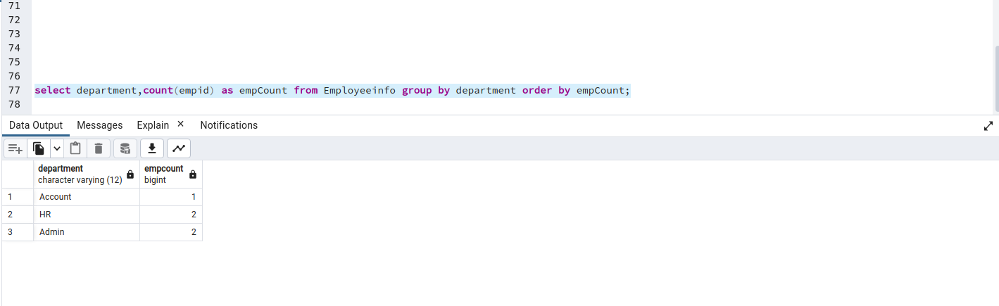 71
72
73
74
75
76
77 select department,count(empid) as empCount from Employeeinfo group by department order by empCount;
78
Data Output Messages Explain × Notifications
department empcount
character varying (12) bigint
1 Account 1
2 HR 2
3 Admin 2